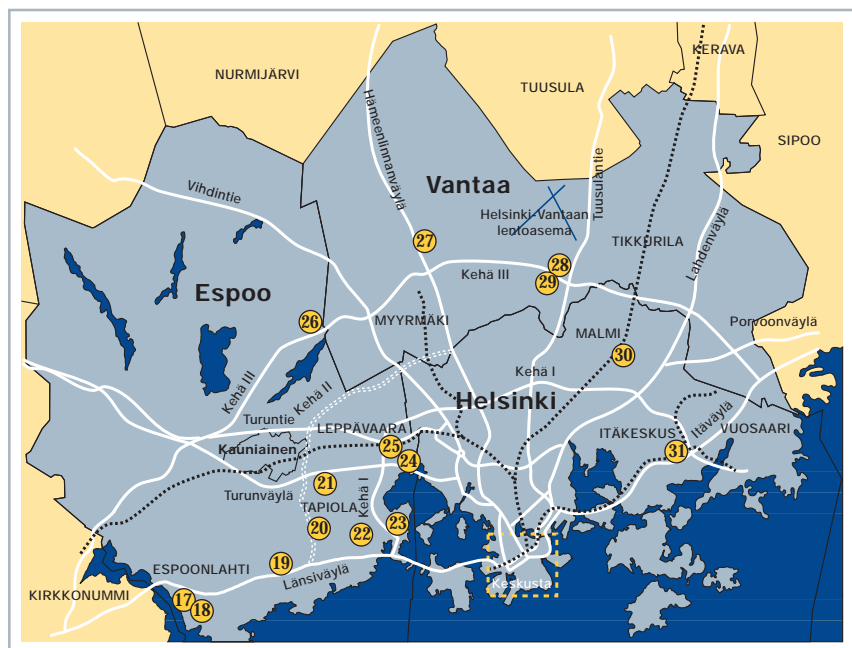 KERAVA
NURMIJÄRVI
TUUSULA
SIPOO
Hämeenlinnanväylä
Vihdintie
Vantaa
Tuusulantie
Helsinki-Vantaan
lentoasema
27
TIKKURILA
Lahdenväylä
28
Kehä III
29
Espoo
26
MYYRMÄKI
MALMI
Porvoonväylä
30
Kehä III
Kehä II
Kehä I
Helsinki
Turuntie
LEPPÄVAARA
ITÄKESKUS
Itäväylä
VUOSAARI
Kauniainen
25
24
31
21
Turunväylä
Kehä I
TAPIOLA
20
22
23
19
ESPOONLAHTI
Länsiväylä
Keskusta
KIRKKONUMMI
17
18